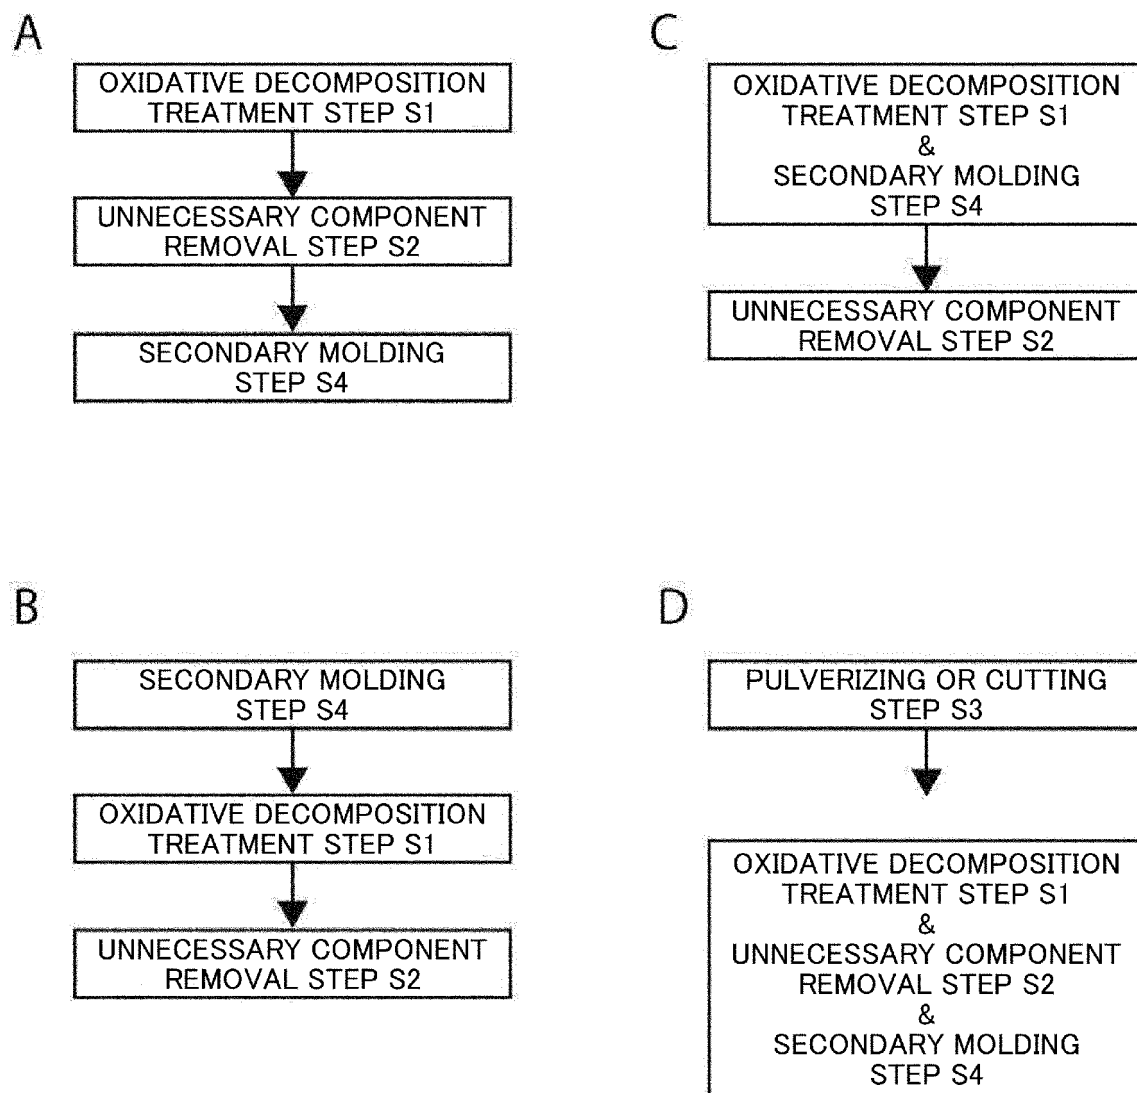 A
OXIDATIVE DECOMPOSITION
TREATMENT STEP S1
UNNECESSARY COMPONENT
REMOVAL STEP S2
SECONDARY MOLDING
STEP S4
C
OXIDATIVE DECOMPOSITION
TREATMENT STEP S1
&
SECONDARY MOLDING
STEP S4
UNNECESSARY COMPONENT
REMOVAL STEP S2
B
SECONDARY MOLDING
STEP S4
OXIDATIVE DECOMPOSITION
TREATMENT STEP S1
UNNECESSARY COMPONENT
REMOVAL STEP S2
D
PULVERIZING OR CUTTING
STEP S3
OXIDATIVE DECOMPOSITION
TREATMENT STEP S1
&
UNNECESSARY COMPONENT
REMOVAL STEP S2
&
SECONDARY MOLDING
STEP S4